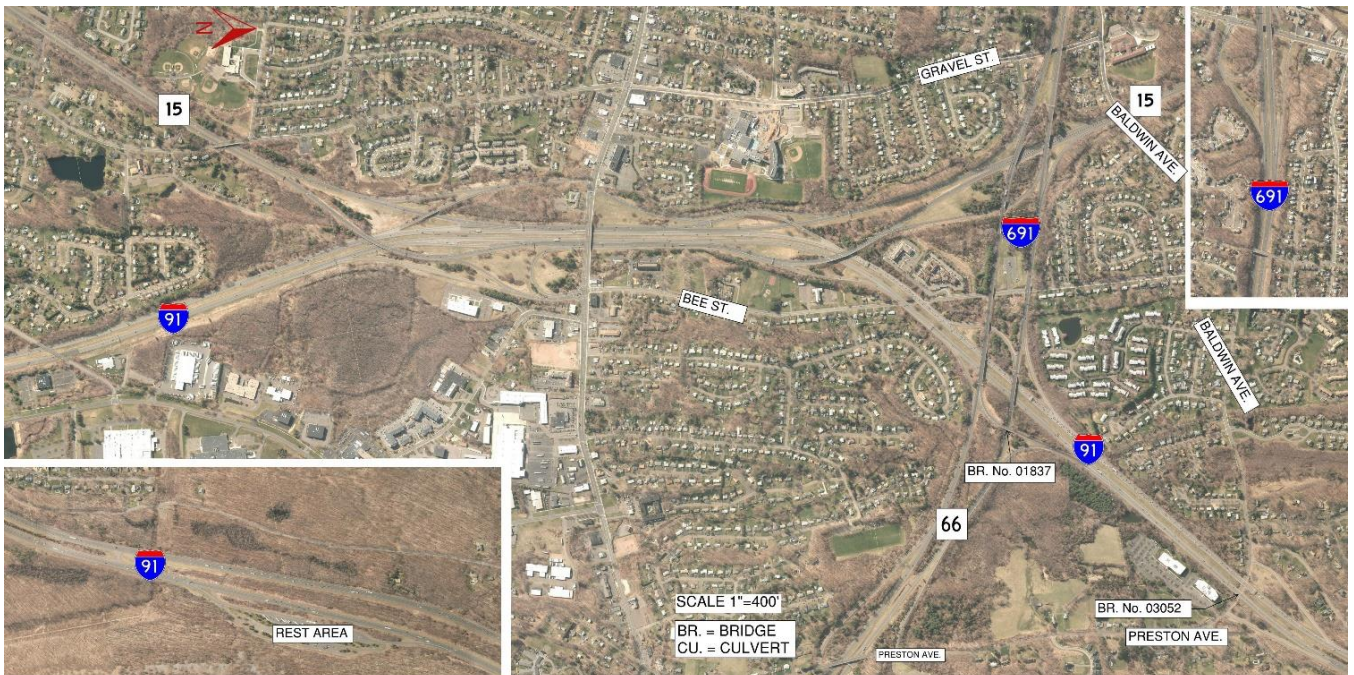 N
15
GRAVEL ST.
15
BALDWIN AVE.
691
691
91
BEE ST.
BALDWIN AVE.
91
BR. No. 01837
66
91
REST AREA
SCALE 1"=400'
BR. = BRIDGE
CU. = CULVERT
BR. No. 03052
PRESTON AVE.
PRESTON AVE.